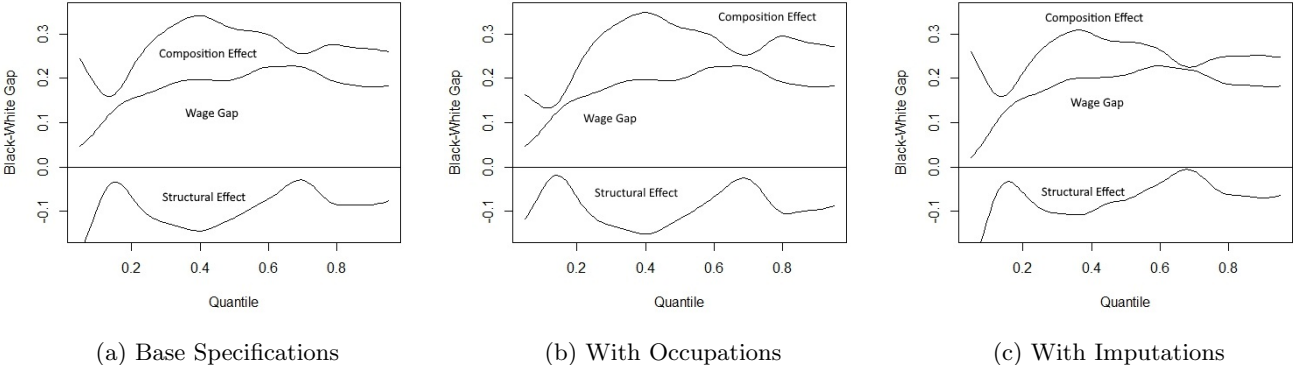 Black-White Gap
0.3
0.2
0.1
0.0
-0.1
Composition Effect
Wage Gap
Structural Effect
0.2 0.4 0.6 0.8
Quantile
(a) Base Specifications
Black-White Gap
0.3
0.2
0.1
0.0
-0.1
Composition Effect
Wage Gap
Structural Effect
0.2 0.4 0.6 0.8
Quantile
(b) With Occupations
Black-White Gap
0.3
0.2
0.1
0.0
-0.1
Composition Effect
Wage Gap
Structural Effect
0.2 0.4 0.6 0.8
Quantile
(c) With Imputations